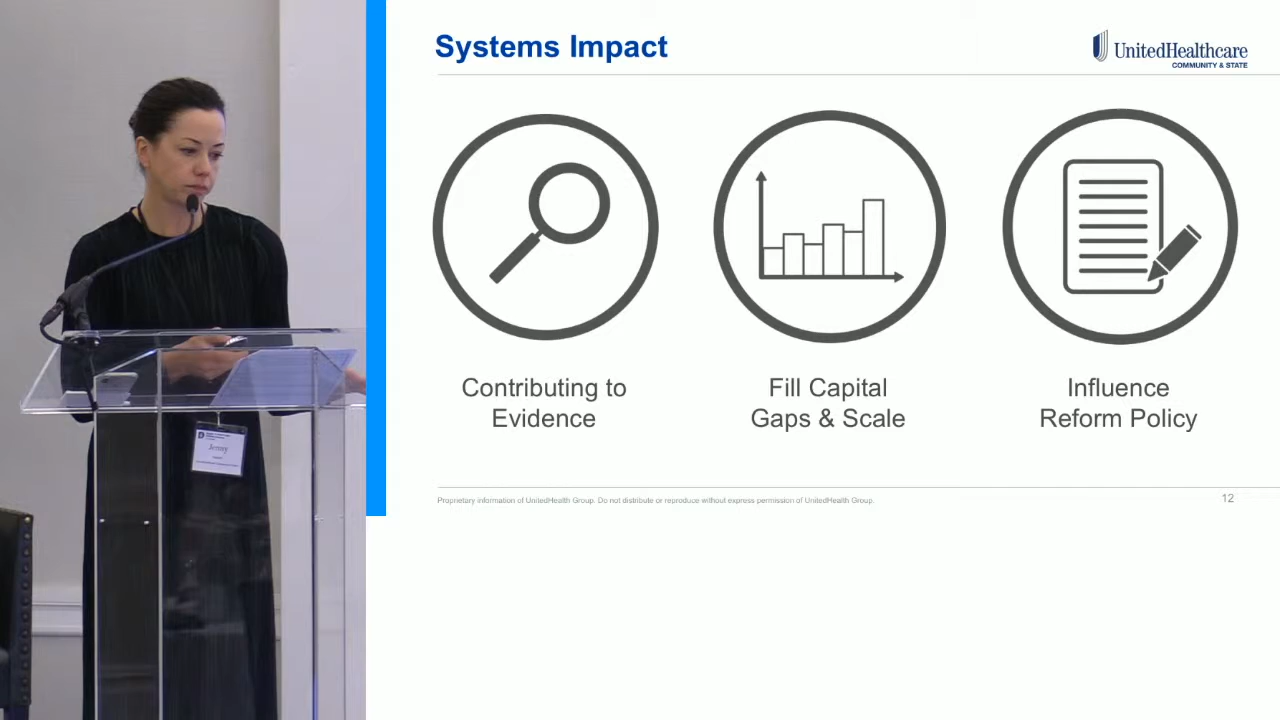 Systems Impact
UnitedHealthcare
COMMUNITY & STATE
Contributing to
Evidence
Fill Capital
Gaps & Scale
Influence
Reform Policy
Proprietary information of UnitedHealth Group. Do not distribute or reproduce without express permission of UnitedHealth Group.
12
Jenny